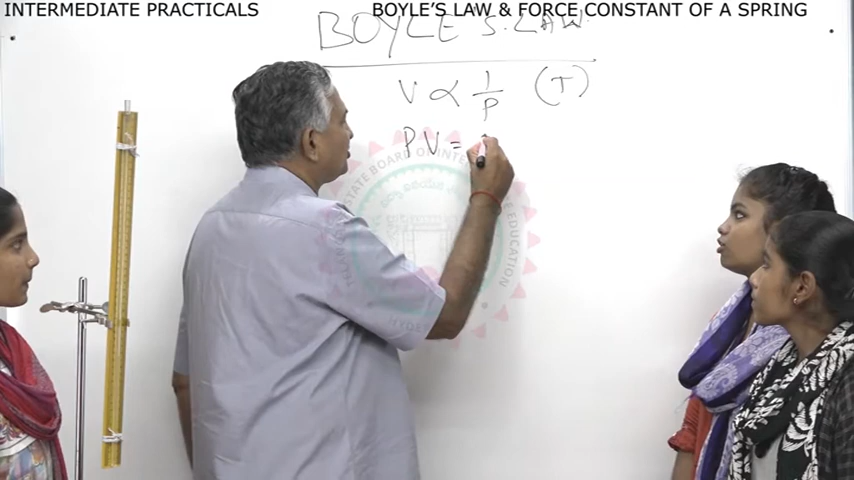 INTERMEDIATE PRACTICALS
BOYLE'S LAW & FORCE CONSTANT OF A SPRING
BOYLE'S. LAW.
V ∝ 1/P (T)
PV =